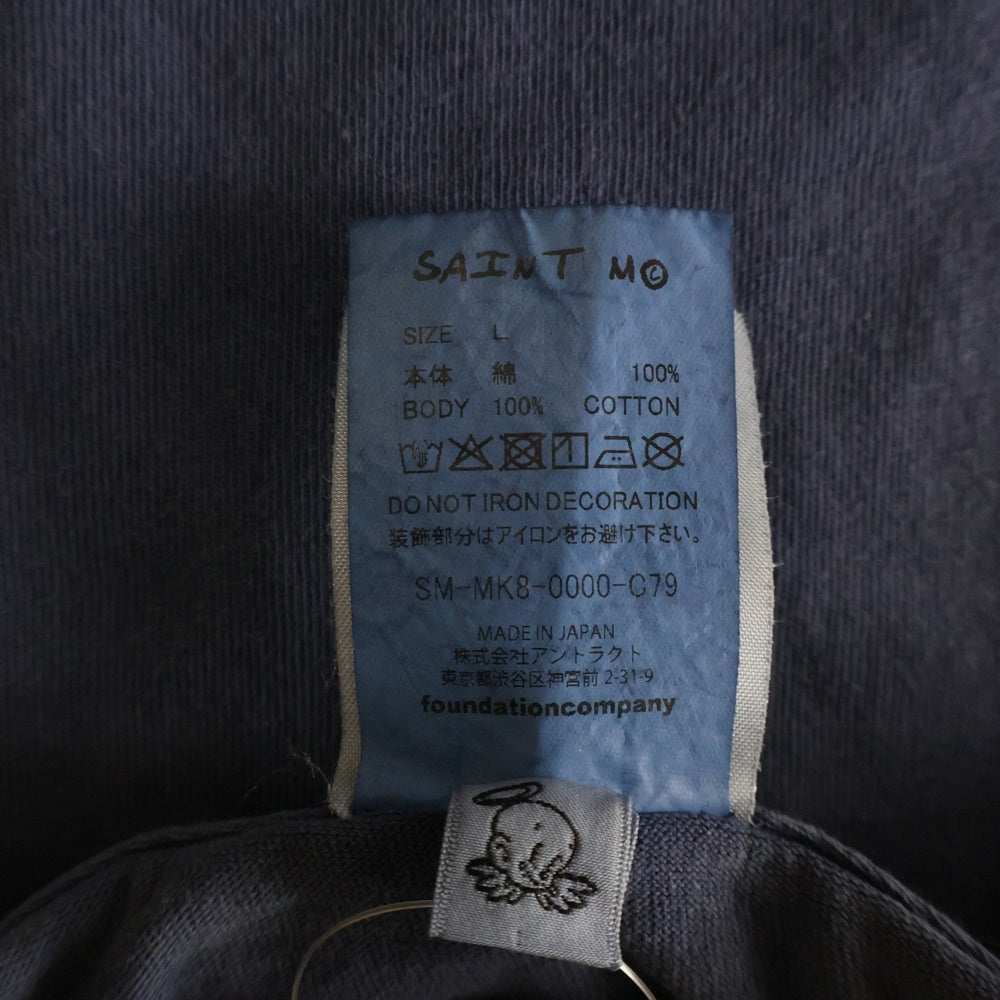 SAINT M©
SIZE L
本体 綿 100%
BODY 100% COTTON
DO NOT IRON DECORATION
装飾部分はアイロンをお避け下さい。
SM-MK8-0000-C79
MADE IN JAPAN
株式会社アントラクト
東京都渋谷区神宮前 2-31-9
foundationcompany